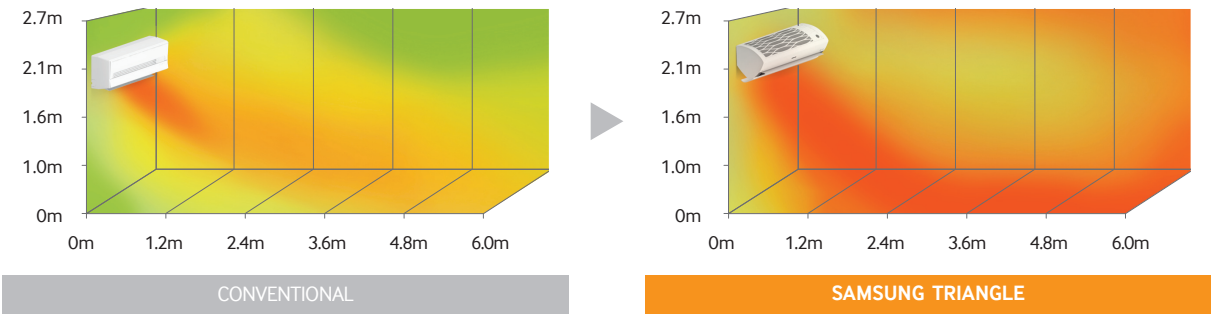 2.7m
2.1m
1.6m
1.0m
0m
0m 1.2m 2.4m 3.6m 4.8m 6.0m
CONVENTIONAL
2.7m
2.1m
1.6m
1.0m
0m
0m 1.2m 2.4m 3.6m 4.8m 6.0m
SAMSUNG TRIANGLE